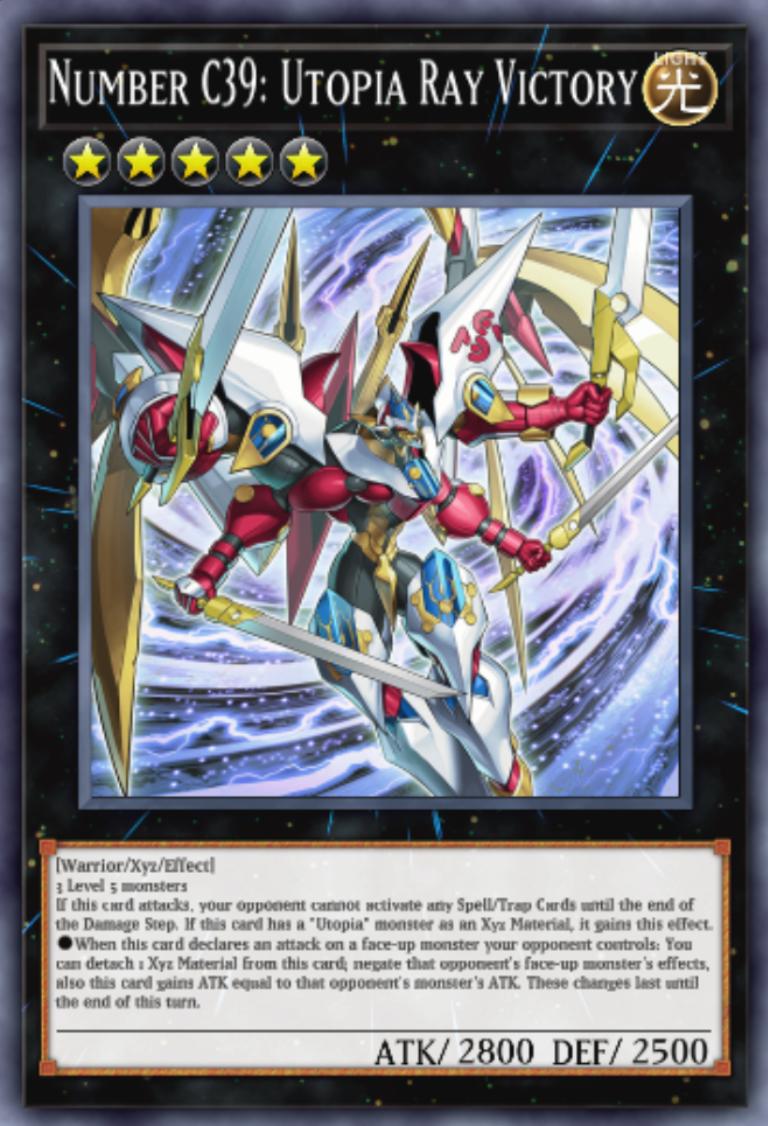 NUMBER C39: UTOPIA RAY VICTORY
LIGHT
光
39
[Warrior/Xyz/Effect]
3 Level 5 monsters
If this card attacks, your opponent cannot activate any Spell/Trap Cards until the end of
the Damage Step. If this card has a "Utopia" monster as an Xyz Material, it gains this effect.
●When this card declares an attack on a face-up monster your opponent controls: You
can detach 1 Xyz Material from this card; negate that opponent's face-up monster's effects,
also this card gains ATK equal to that opponent's monster's ATK. These changes last until
the end of this turn.
ATK/ 2800 DEF/ 2500